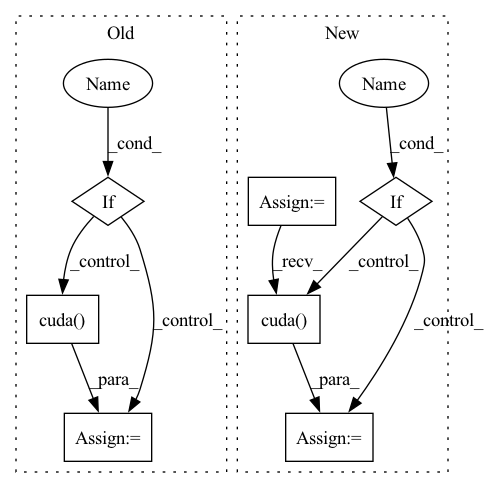 Old
New
Name
Name
_cond_
_cond_
If
Assign:=
If
_control_
_recv_
_control_
cuda()
_control_
cuda()
_control_
_para_
_para_
Assign:=
Assign:=